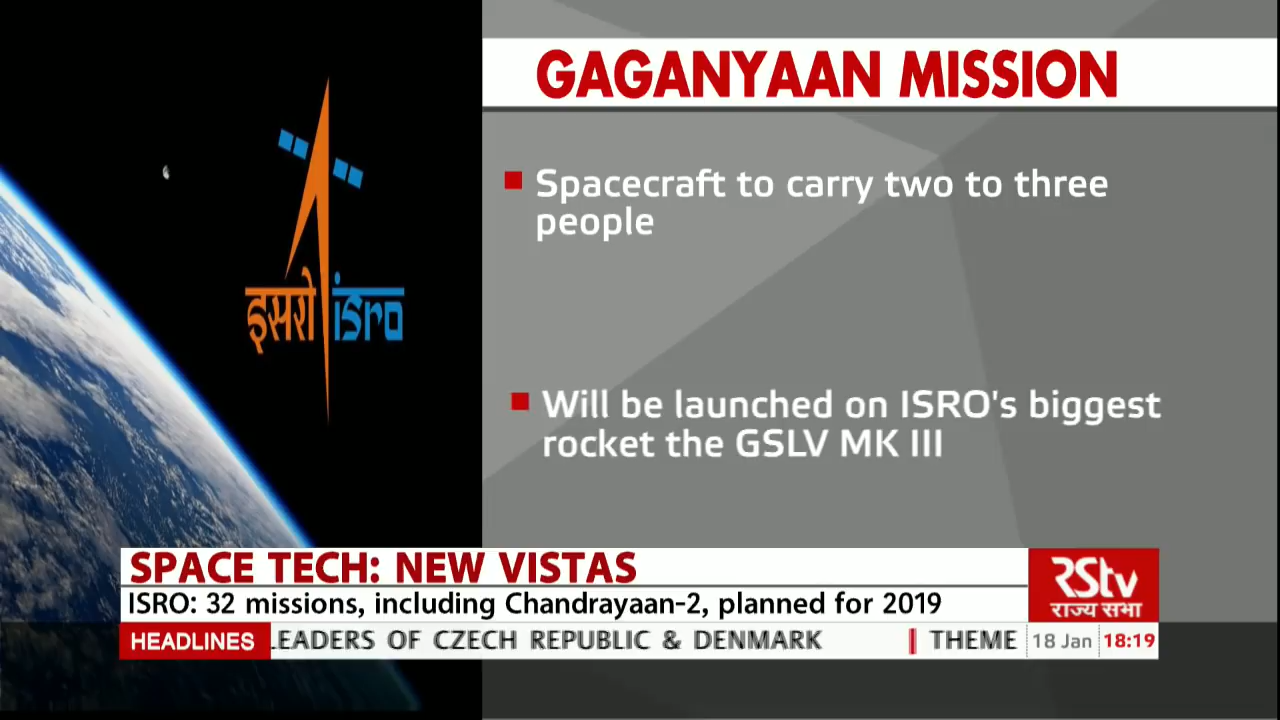 GAGANYAAN MISSION
Spacecraft to carry two to three
people
Will be launched on ISRO's biggest
rocket the GSLV MK III
इसरो isro
SPACE TECH: NEW VISTAS
ISRO: 32 missions, including Chandrayaan-2, planned for 2019
RStv
राज्य सभा
HEADLINES LEADERS OF CZECH REPUBLIC & DENMARK | THEME 18 Jan 18:19